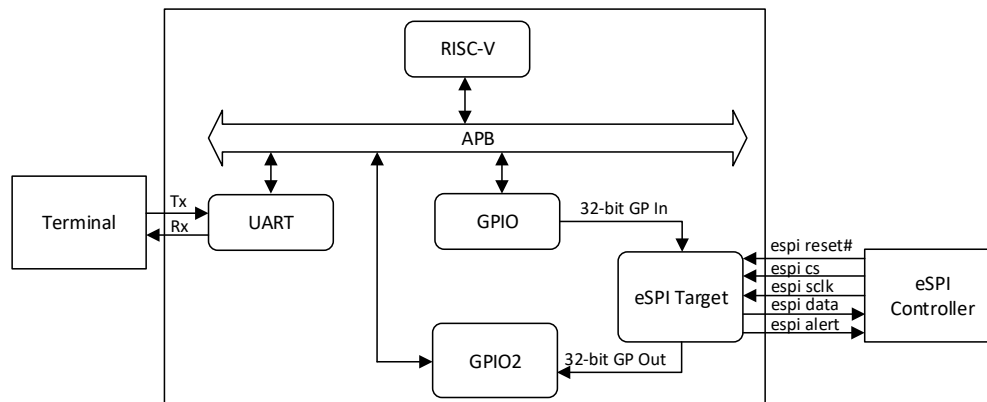 RISC-V
APB
Terminal
Tx
Rx
UART
GPIO
32-bit GP In
eSPI Target
espi reset#
espi cs
espi sclk
espi data
espi alert
eSPI
Controller
GPIO2
32-bit GP Out